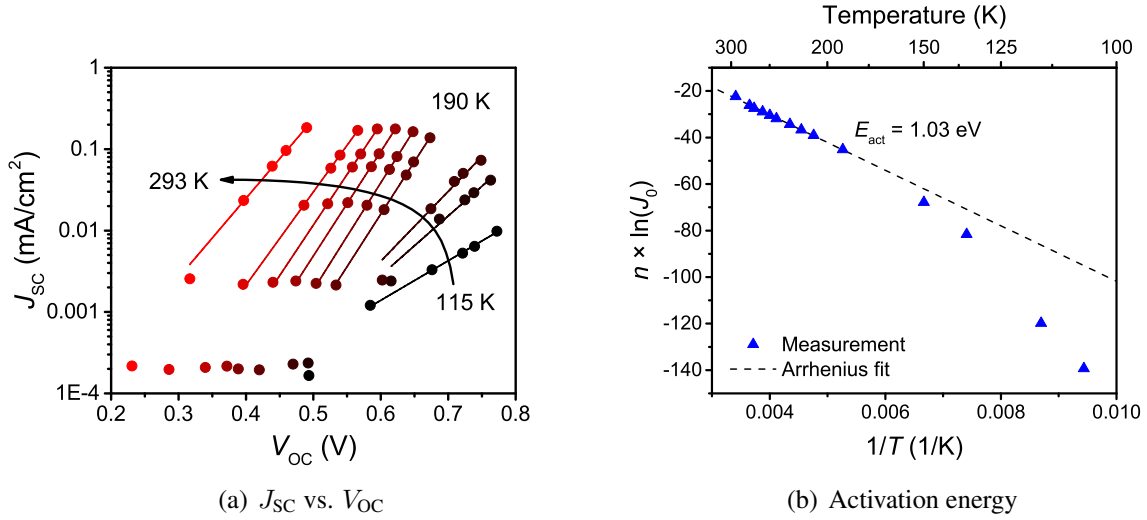 1
0.1
0.01
0.001
1E-4
0.2 0.3 0.4 0.5 0.6 0.7 0.8
J_SC (mA/cm²)
V_OC (V)
190 K
293 K
115 K
(a) J_SC vs. V_OC
Temperature (K)
300 200 150 125 100
-20
-40
-60
-80
-100
-120
-140
n × ln(J_0)
E_act = 1.03 eV
Measurement
Arrhenius fit
0.004 0.006 0.008 0.010
1/T (1/K)
(b) Activation energy